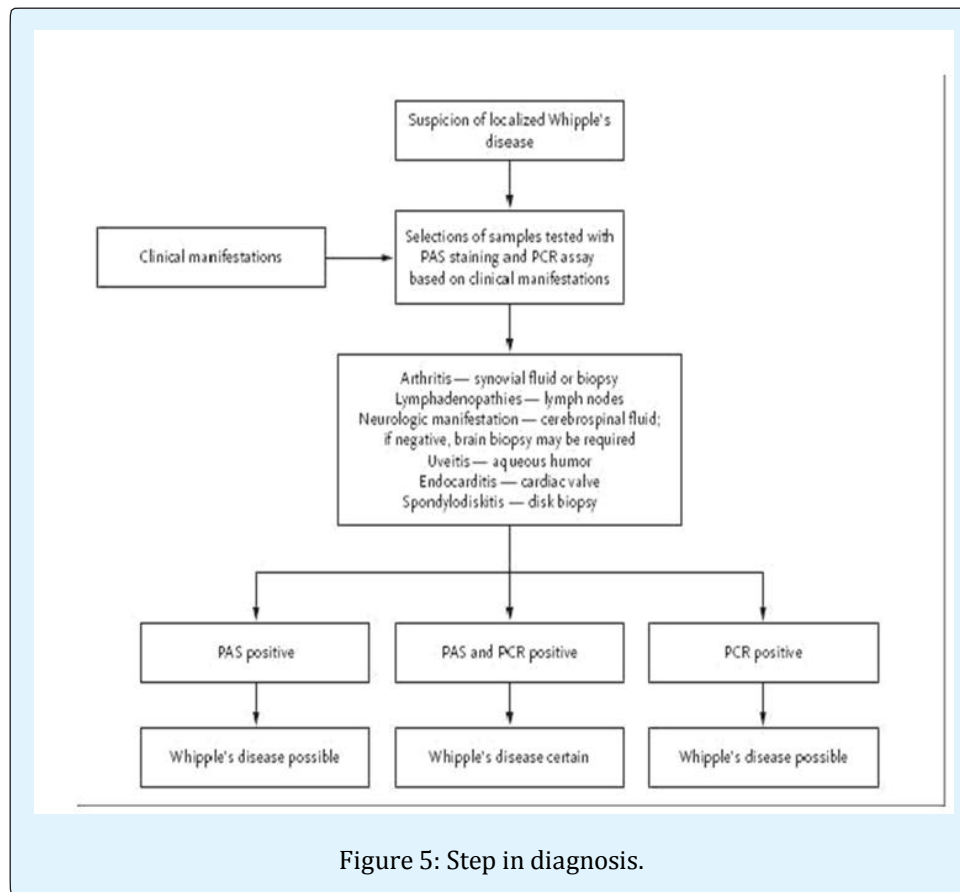 Suspicion of localized Whipple's
disease
Clinical manifestations
Selections of samples tested with
PAS staining and PCR assay
based on clinical manifestations
Arthritis — synovial fluid or biopsy
Lymphadenopathies — lymph nodes
Neurologic manifestation — cerebrospinal fluid;
if negative, brain biopsy may be required
Uveitis — aqueous humor
Endocarditis — cardiac valve
Spondylodiskitis — disk biopsy
PAS positive
PAS and PCR positive
PCR positive
Whipple's disease possible
Whipple's disease certain
Whipple's disease possible
Figure 5: Step in diagnosis.